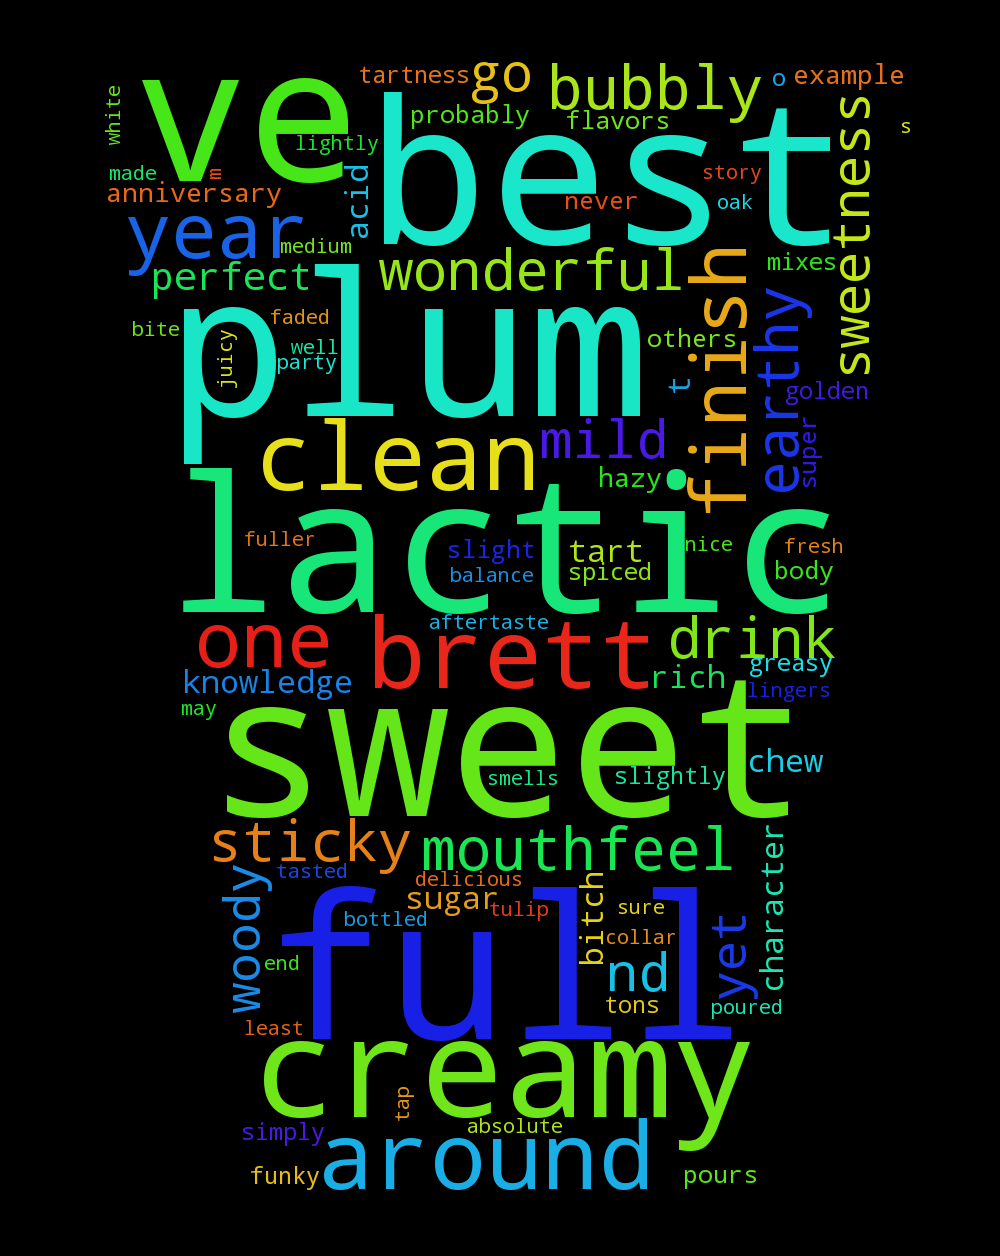 ve
best
tartness
go
bubbly
o
example
white
probably
flavors
s
lightly
sweetness
made
m
acid
story
anniversary
never
oak
year
medium
wonderful
finish
mixes
perfect
plum
earthy
bite
faded
juicy
well
party
others
t
golden
clean
mild
super
hazy
lactic
fuller
slight
tart
nice
fresh
balance
spiced
body
one
brett
aftertaste
drink
knowledge
rich
greasy
may
sweet
lingers
smells
slightly
chew
sticky
mouthfeel
character
woody
tasted
delicious
sugar
tulip
bitch
sure
full
bottled
collar
yet
end
nd
tons
poured
least
creamy
tap
simply
around
absolute
funky
pours